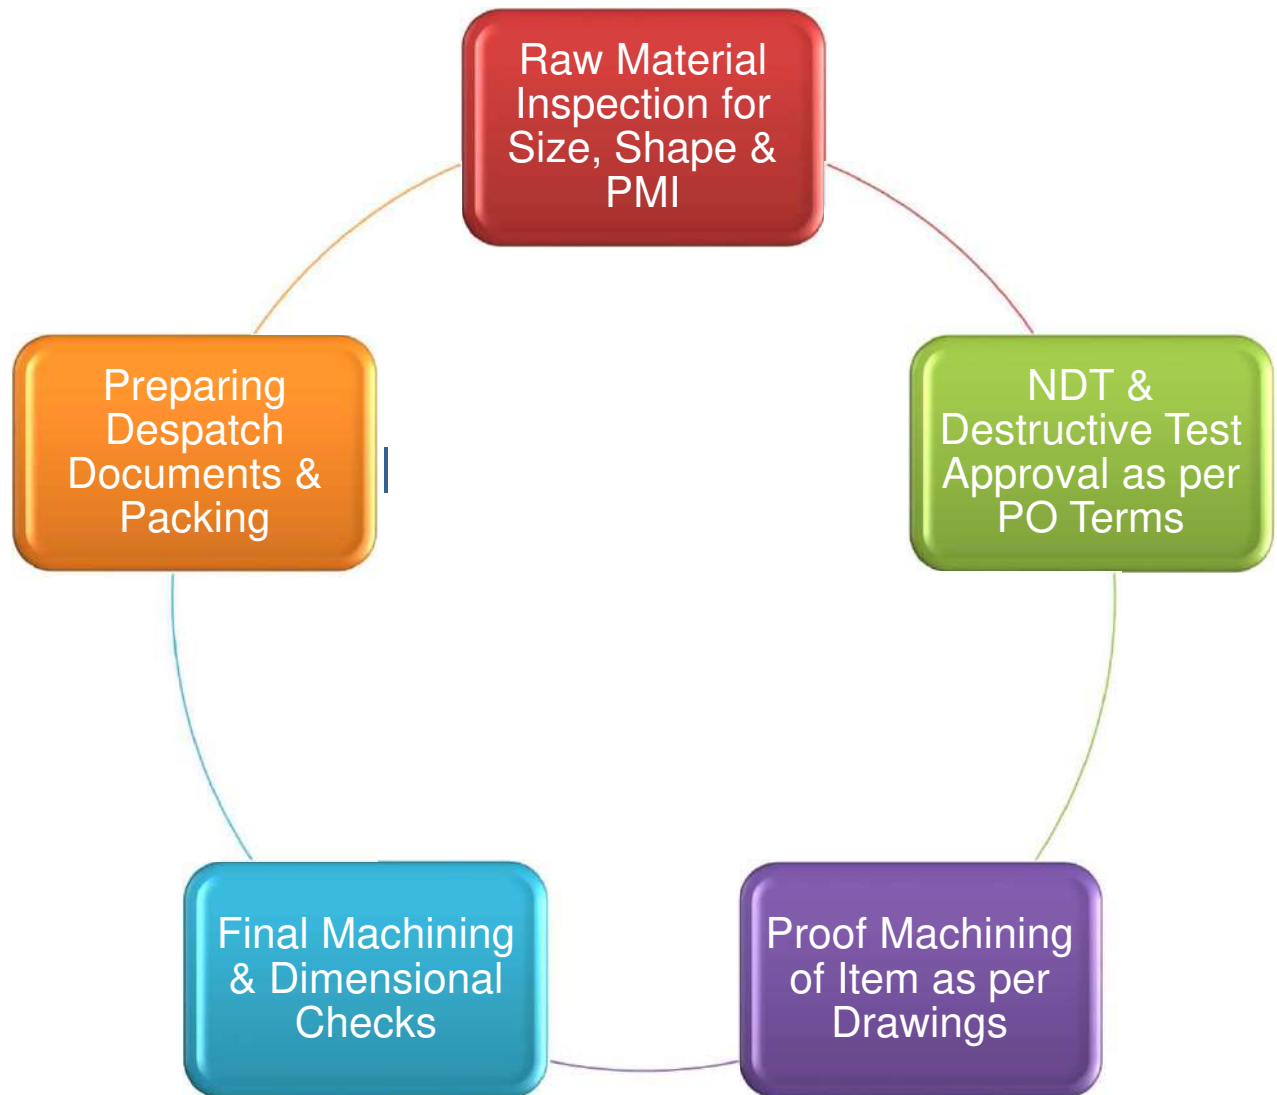 Raw Material
Inspection for
Size, Shape &
PMI
NDT &
Destructive Test
Approval as per
PO Terms
Proof Machining
of Item as per
Drawings
Final Machining
& Dimensional
Checks
Preparing
Despatch
Documents &
Packing